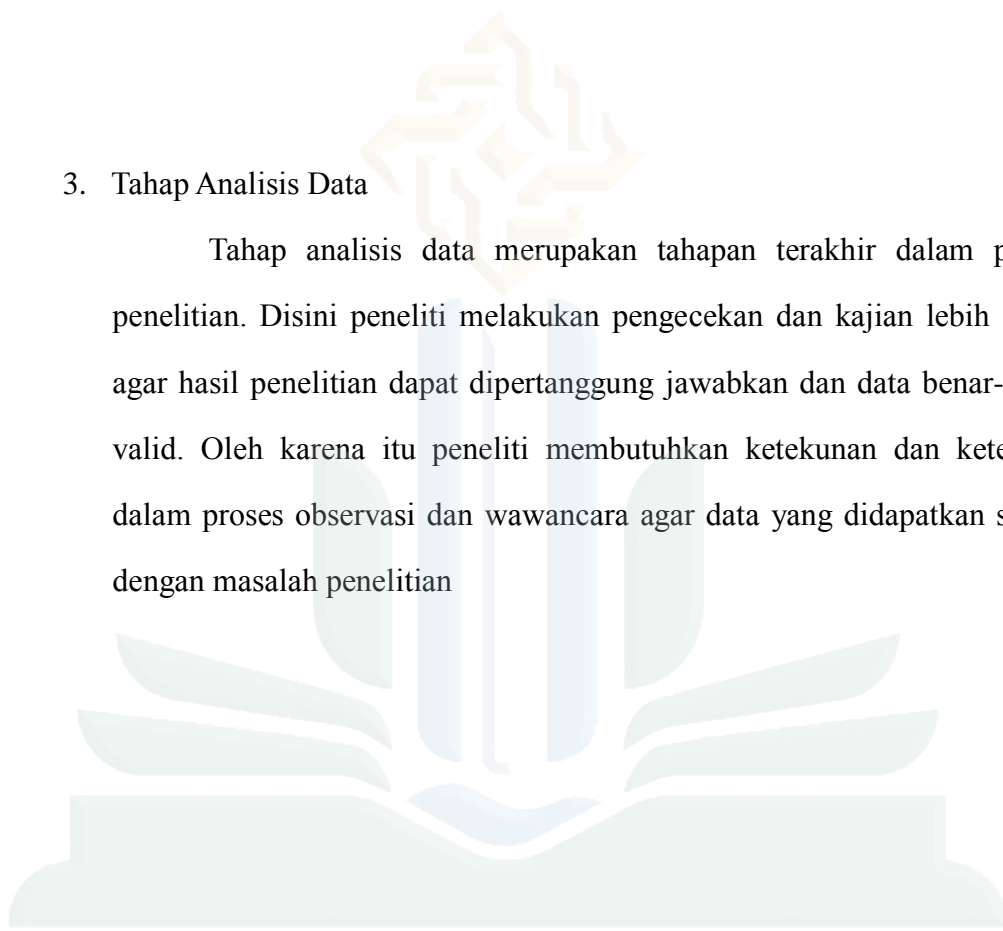 3. Tahap Analisis Data
Tahap analisis data merupakan tahapan terakhir dalam
penelitian. Disini peneliti melakukan pengecekan dan kajian lebih
agar hasil penelitian dapat dipertanggung jawabkan dan data benar-
valid. Oleh karena itu peneliti membutuhkan ketekunan dan
dalam proses observasi dan wawancara agar data yang didapatkan
dengan masalah penelitian